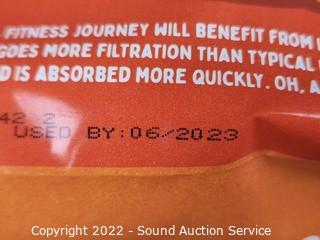 FITNESS JOURNEY WILL BENEFIT FROM
GOES MORE FILTRATION THAN TYPICAL
D IS ABSORBED MORE QUICKLY. OH, A
42 2
USED BY:06/2023
Copyright 2022 - Sound Auction Service